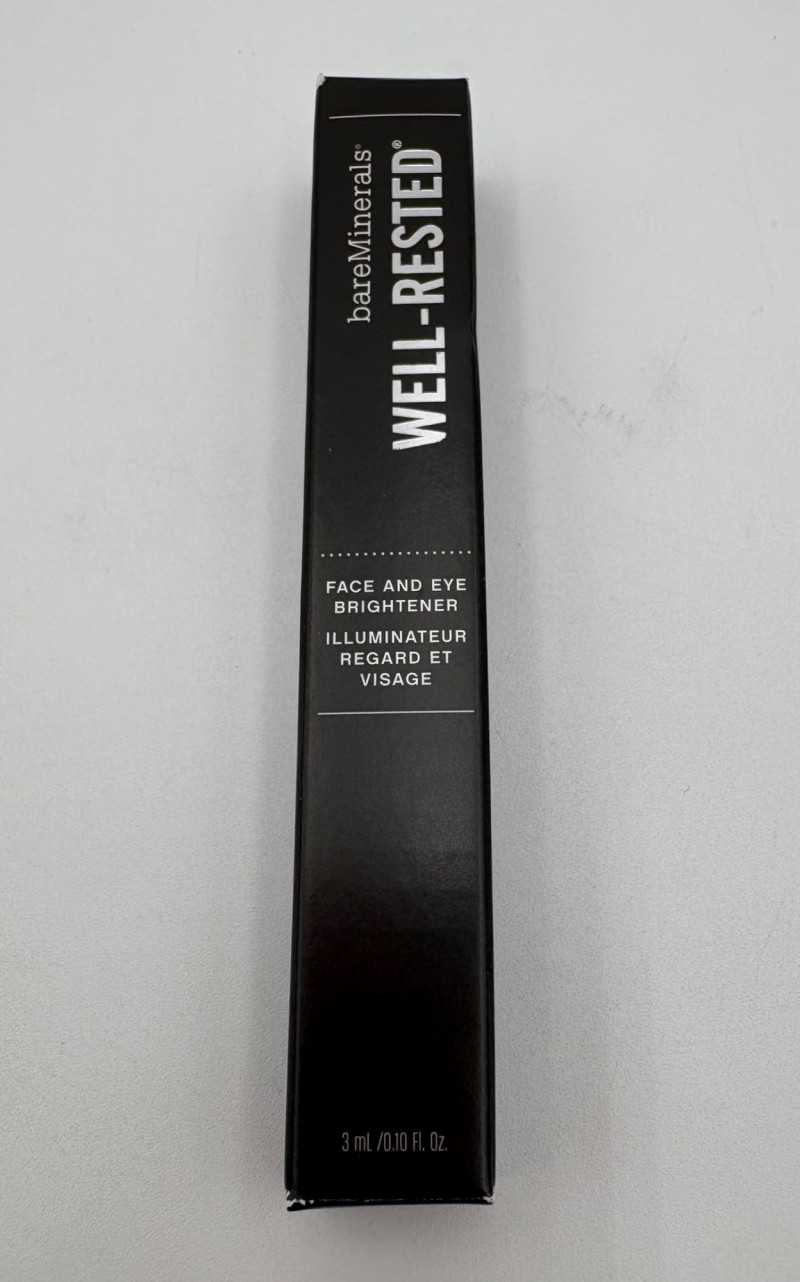 bareMinerals®
WELL-RESTED®
FACE AND EYE
BRIGHTENER
ILLUMINATEUR
REGARD ET
VISAGE
3 mL /0.10 Fl. Oz.